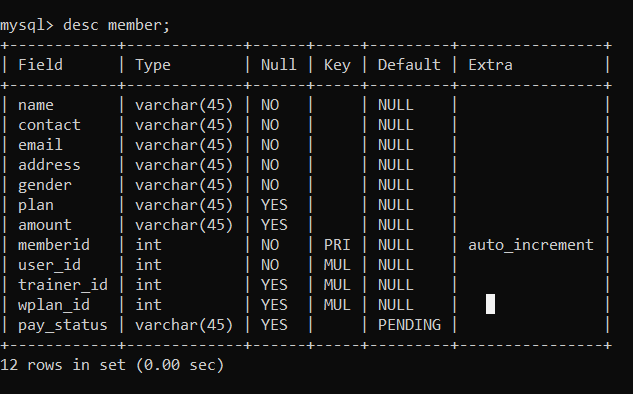 mysql> desc member;
+------------+-------------+------+-----+---------+----------------+
| Field      | Type        | Null | Key | Default | Extra          |
+------------+-------------+------+-----+---------+----------------+
| name       | varchar(45) | NO   |     | NULL    |                |
| contact    | varchar(45) | NO   |     | NULL    |                |
| email      | varchar(45) | NO   |     | NULL    |                |
| address    | varchar(45) | NO   |     | NULL    |                |
| gender     | varchar(45) | NO   |     | NULL    |                |
| plan       | varchar(45) | YES  |     | NULL    |                |
| amount     | varchar(45) | YES  |     | NULL    |                |
| memberid   | int         | NO   | PRI | NULL    | auto_increment |
| user_id    | int         | NO   | MUL | NULL    |                |
| trainer_id | int         | YES  | MUL | NULL    |                |
| wplan_id   | int         | YES  | MUL | NULL    |                |
| pay_status | varchar(45) | YES  |     | PENDING |                |
+------------+-------------+------+-----+---------+----------------+
12 rows in set (0.00 sec)